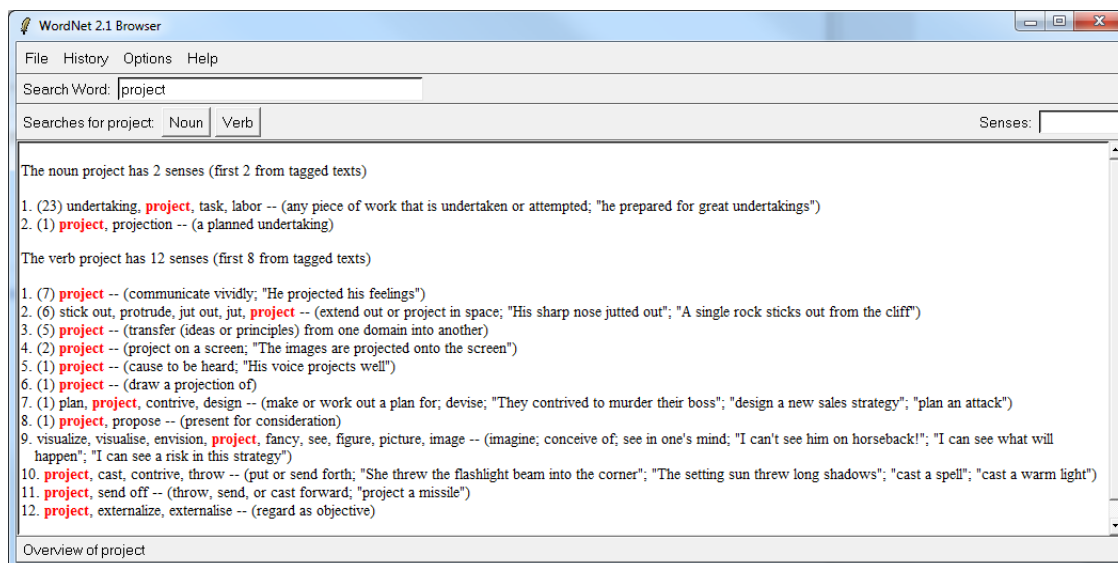 WordNet 2.1 Browser
File History Options Help
Search Word: project
Searches for project: Noun Verb Senses:
The noun project has 2 senses (first 2 from tagged texts)
1. (23) undertaking, project, task, labor -- (any piece of work that is undertaken or attempted; "he prepared for great undertakings")
2. (1) project, projection -- (a planned undertaking)
The verb project has 12 senses (first 8 from tagged texts)
1. (7) project -- (communicate vividly; "He projected his feelings")
2. (6) stick out, protrude, jut out, jut, project -- (extend out or project in space; "His sharp nose jutted out"; "A single rock sticks out from the cliff")
3. (5) project -- (transfer (ideas or principles) from one domain into another)
4. (2) project -- (project on a screen; "The images are projected onto the screen")
5. (1) project -- (cause to be heard; "His voice projects well")
6. (1) project -- (draw a projection of)
7. (1) plan, project, contrive, design -- (make or work out a plan for; devise; "They contrived to murder their boss"; "design a new sales strategy"; "plan an attack")
8. (1) project, propose -- (present for consideration)
9. visualize, visualise, envision, project, fancy, see, figure, picture, image -- (imagine; conceive of; see in one's mind; "I can't see him on horseback!"; "I can see what will
happen"; "I can see a risk in this strategy")
10. project, cast, contrive, throw -- (put or send forth; "She threw the flashlight beam into the corner"; "The setting sun threw long shadows"; "cast a spell"; "cast a warm light")
11. project, send off -- (throw, send, or cast forward; "project a missile")
12. project, externalize, externalise -- (regard as objective)
Overview of project